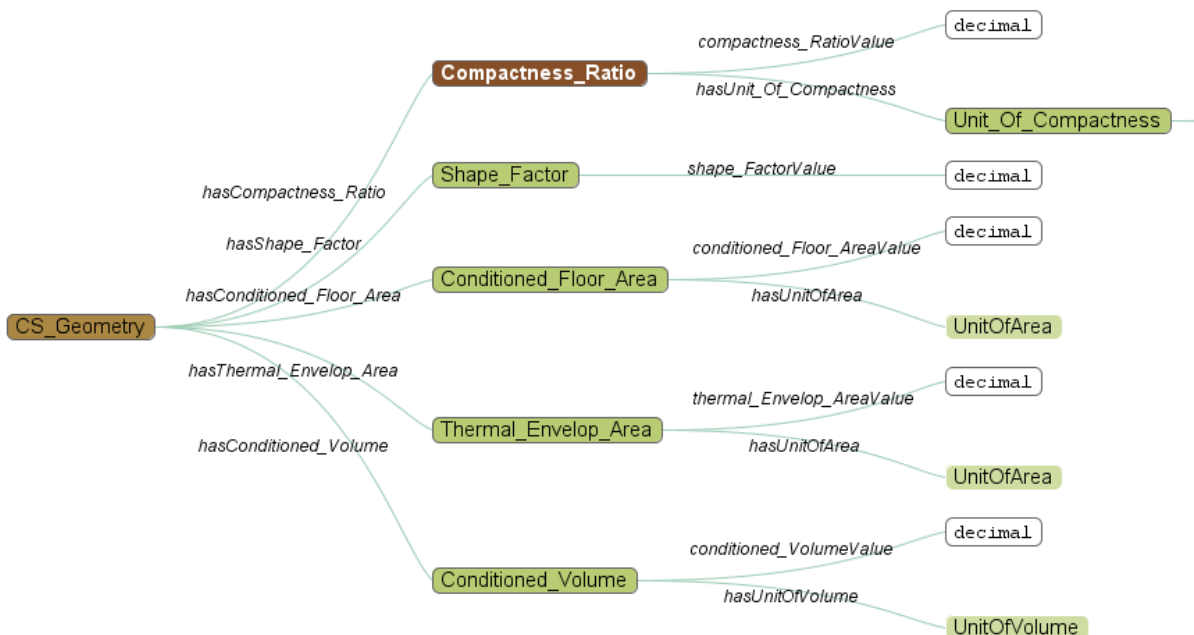 decimal
compactness_RatioValue
Compactness_Ratio
hasUnit_Of_Compactness
Unit_Of_Compactness
Shape_Factor
shape_FactorValue
decimal
hasCompactness_Ratio
decimal
hasShape_Factor
conditioned_Floor_AreaValue
Conditioned_Floor_Area
hasConditioned_Floor_Area
hasUnitOfArea
CS_Geometry
UnitOfArea
hasThermal_Envelop_Area
decimal
thermal_Envelop_AreaValue
Thermal_Envelop_Area
hasConditioned_Volume
hasUnitOfArea
UnitOfArea
decimal
conditioned_VolumeValue
Conditioned_Volume
hasUnitOfVolume
UnitOfVolume